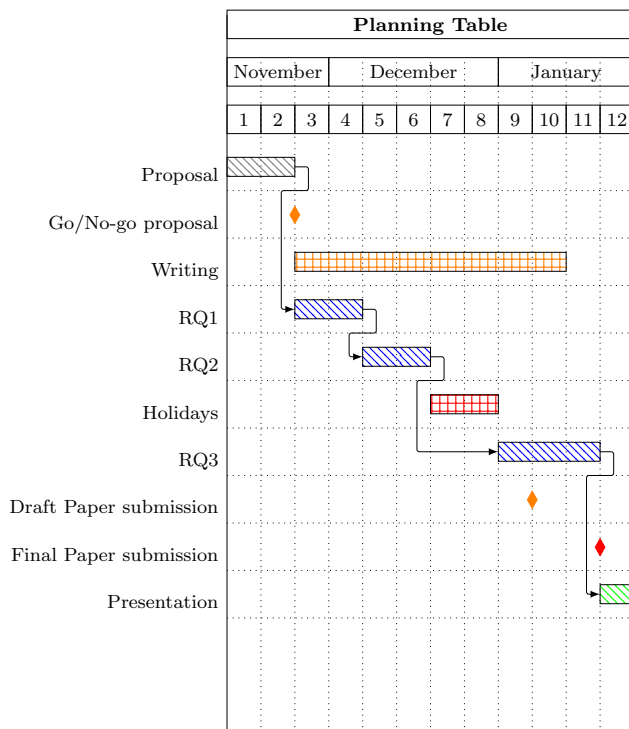 Planning Table
November December January
1 2 3 4 5 6 7 8 9 10 11 12
Proposal
Go/No-go proposal
Writing
RQ1
RQ2
Holidays
RQ3
Draft Paper submission
Final Paper submission
Presentation